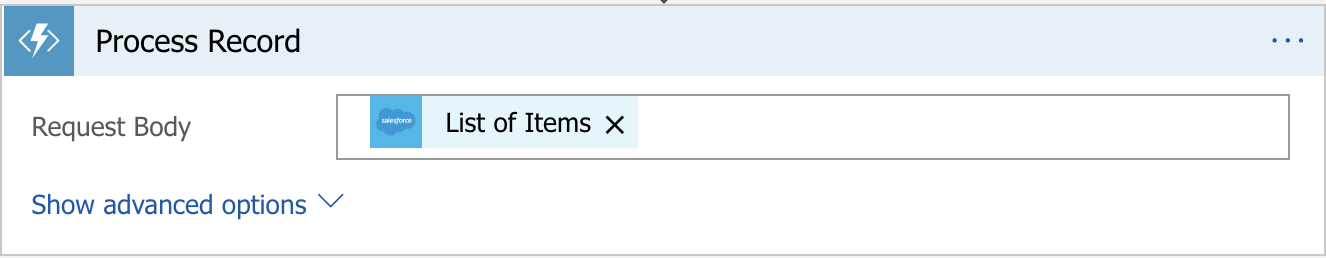 Process Record
Request Body
salesforce
List of Items
Show advanced options